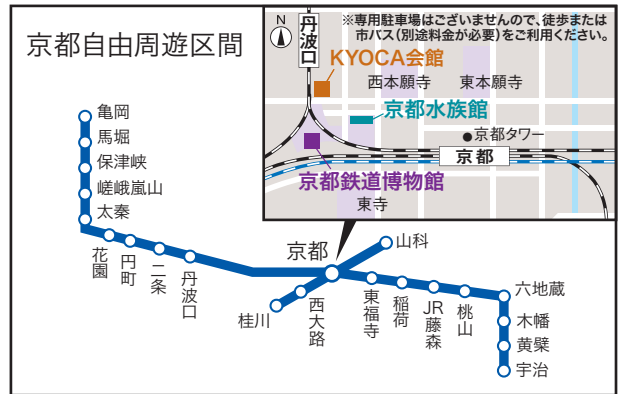 京都自由周遊区間
N
丹波口
※専用駐車場はございませんので、徒歩または
市バス(別途料金が必要)をご利用ください。
KYOCA会館
西本願寺
東本願寺
京都水族館
●京都タワー
京都
京都鉄道博物館
東寺
亀岡
馬堀
保津峡
嵯峨嵐山
太秦
花園
円町
二条
丹波口
京都
山科
桂川
西大路
東福寺
稲荷
JR藤森
桃山
六地蔵
木幡
黄檗
宇治